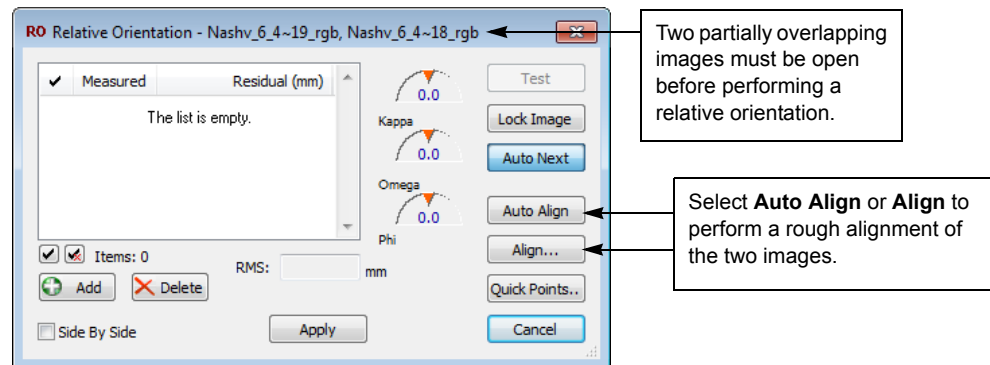 RO Relative Orientation - Nashv_6_4~19_rgb, Nashv_6_4~18_rgb
Two partially overlapping
images must be open
before performing a
relative orientation.
Measured Residual (mm)
The list is empty.
0.0
Kappa
0.0
Omega
0.0
Phi
Test
Lock Image
Auto Next
Auto Align
Align...
Quick Points..
Cancel
Select Auto Align or Align to
perform a rough alignment of
the two images.
Items: 0
RMS: mm
Add Delete
Side By Side
Apply